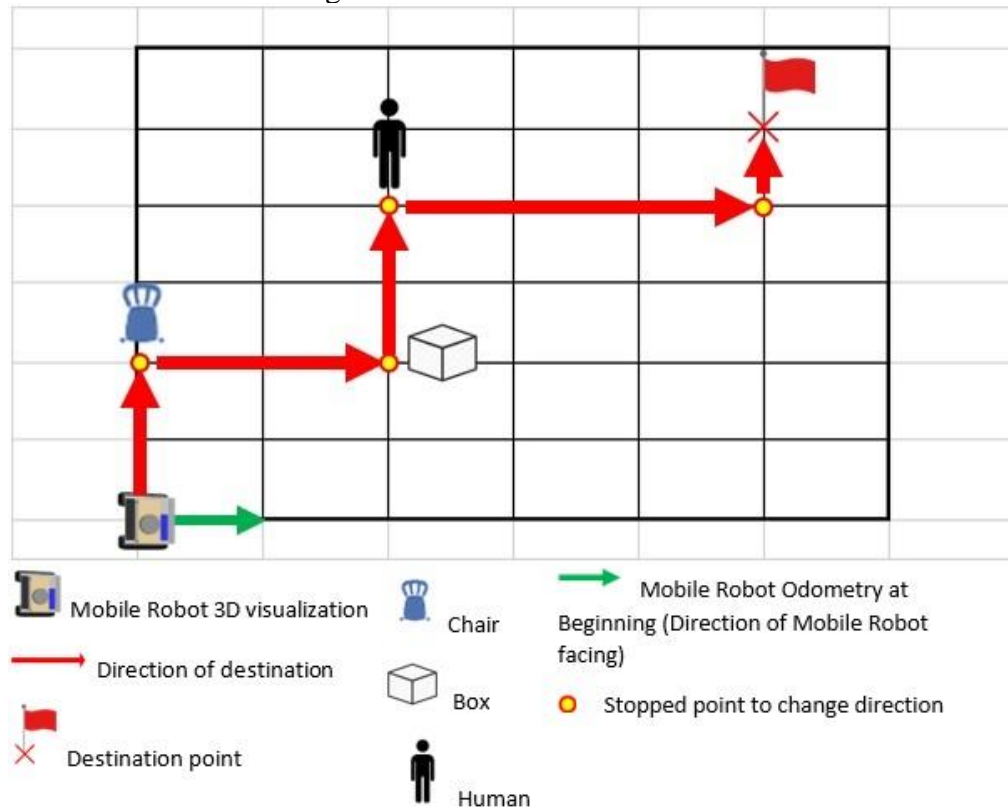 Mobile Robot 3D visualization
Direction of destination
Destination point
Chair
Box
Human
Mobile Robot Odometry at
Beginning (Direction of Mobile Robot
facing)
Stopped point to change direction